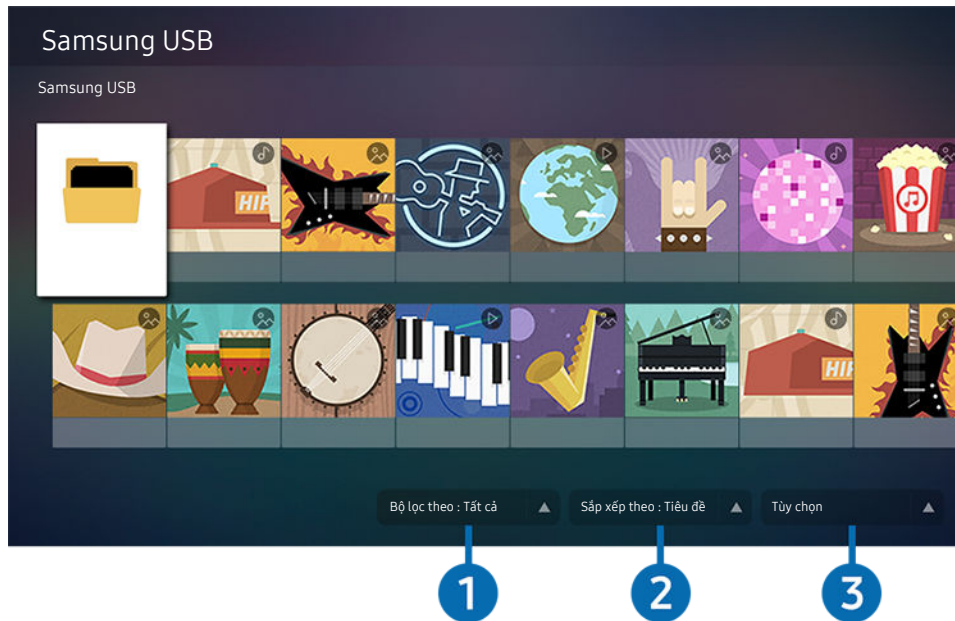 Samsung USB
Samsung USB
HIP
HI
Bộ lọc theo : Tất cả
Sắp xếp theo : Tiêu đề
Tùy chọn
1
2
3